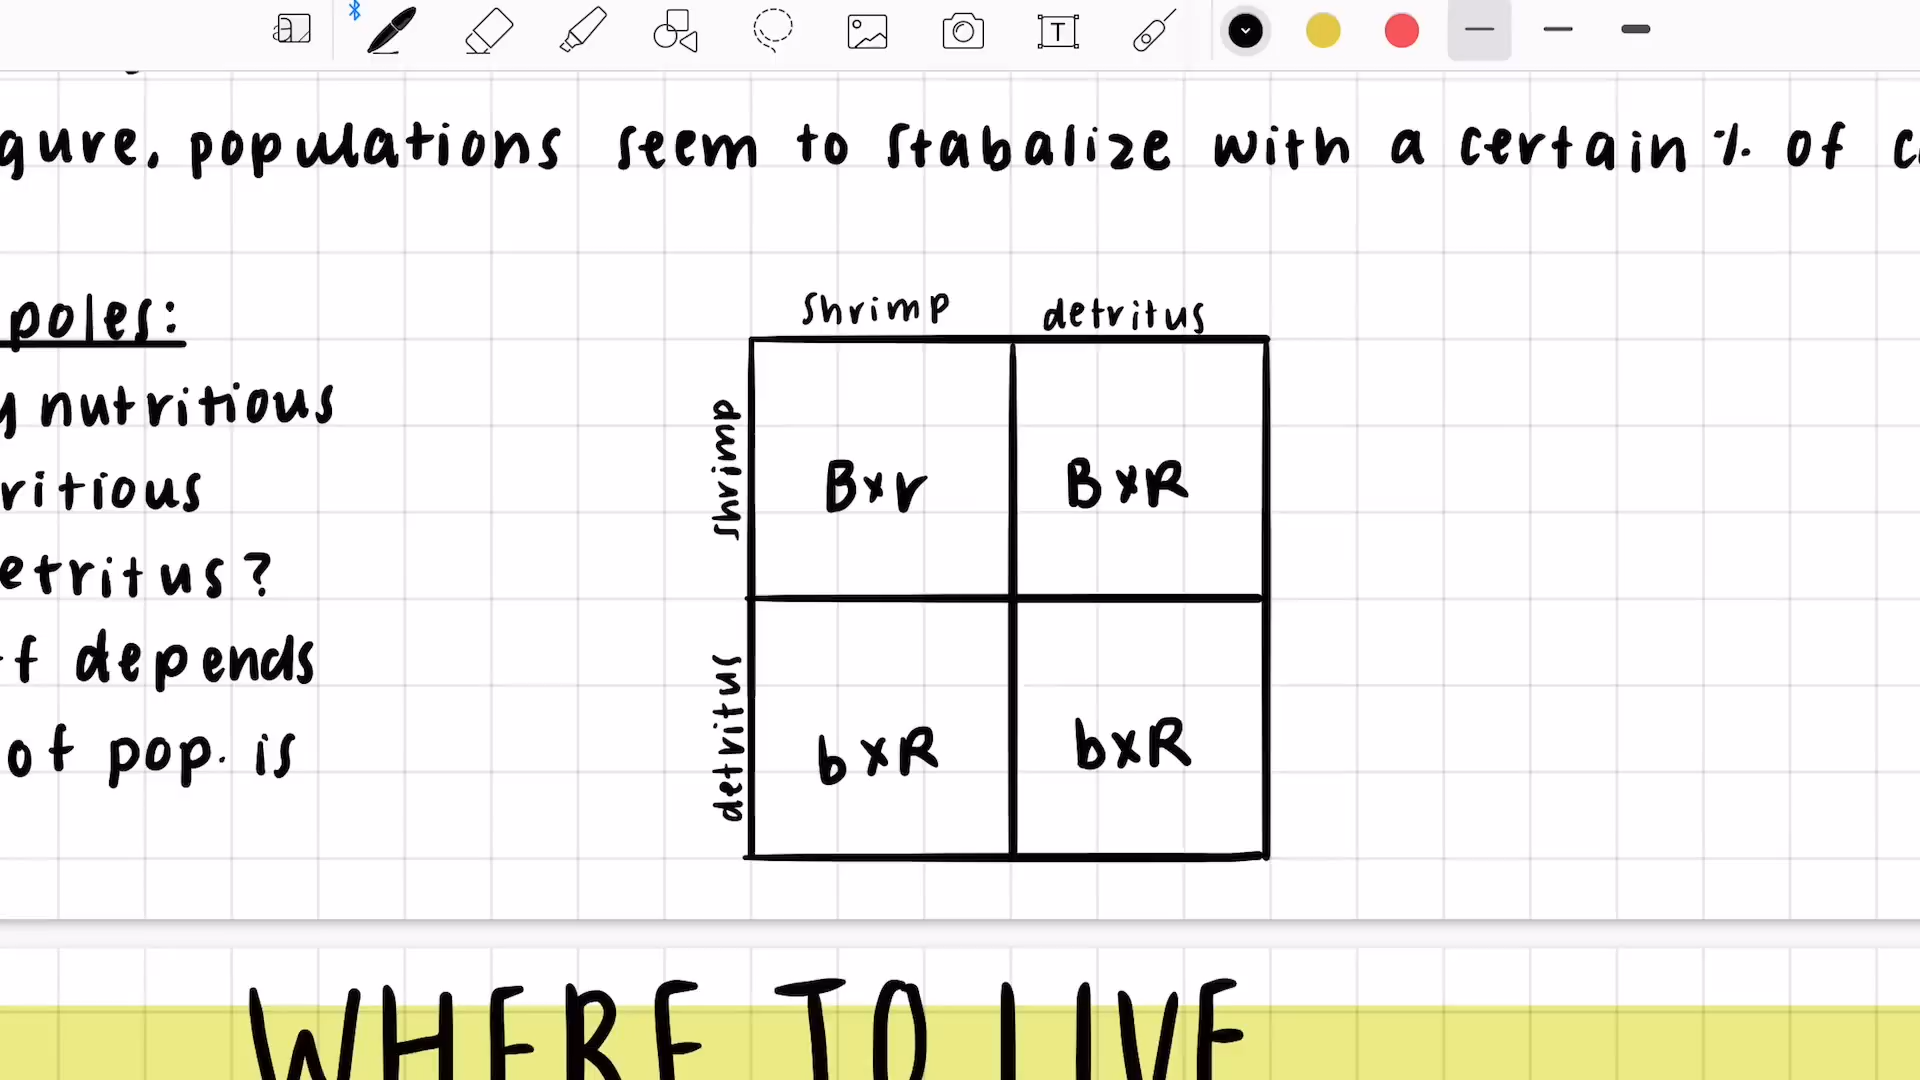 gure, populations seem to stabalize with a certain % of c
shrimp detritus
poles:
y nutritious
ritious
etritus?
f depends
of pop. is
shrimp
B x r B x R
detritus
b x R b x R
WHERE TO LIVE